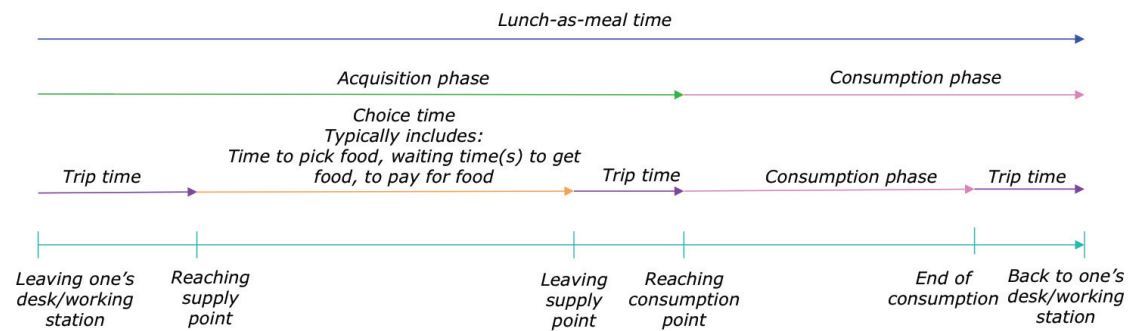 Lunch-as-meal time
Acquisition phase
Consumption phase
Choice time
Typically includes:
Time to pick food, waiting time(s) to get
food, to pay for food
Trip time
Trip time
Consumption phase
Trip time
Leaving one's
desk/working
station
Reaching
supply
point
Leaving
supply
point
Reaching
consumption
point
End of
consumption
Back to one's
desk/working
station